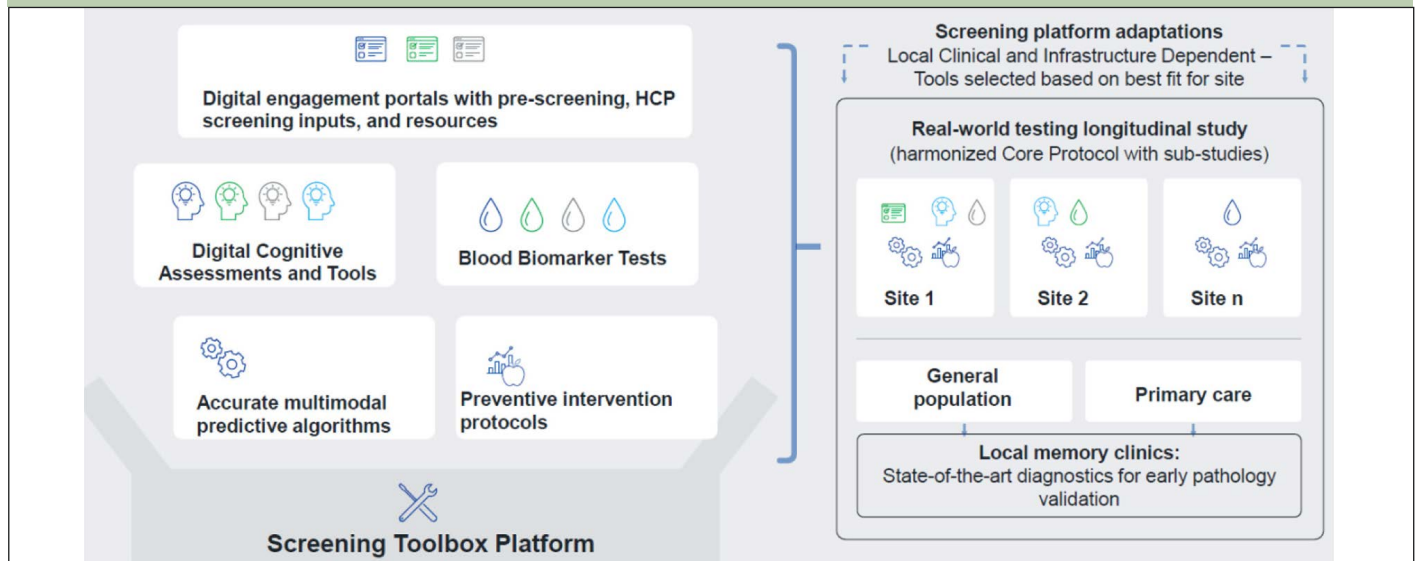 Digital engagement portals with pre-screening, HCP
screening inputs, and resources
Digital Cognitive
Assessments and Tools
Blood Biomarker Tests
Accurate multimodal
predictive algorithms
Preventive intervention
protocols
Screening Toolbox Platform
Screening platform adaptations
Local Clinical and Infrastructure Dependent –
Tools selected based on best fit for site
Real-world testing longitudinal study
(harmonized Core Protocol with sub-studies)
Site 1
Site 2
Site n
General
population
Primary care
Local memory clinics:
State-of-the-art diagnostics for early pathology
validation